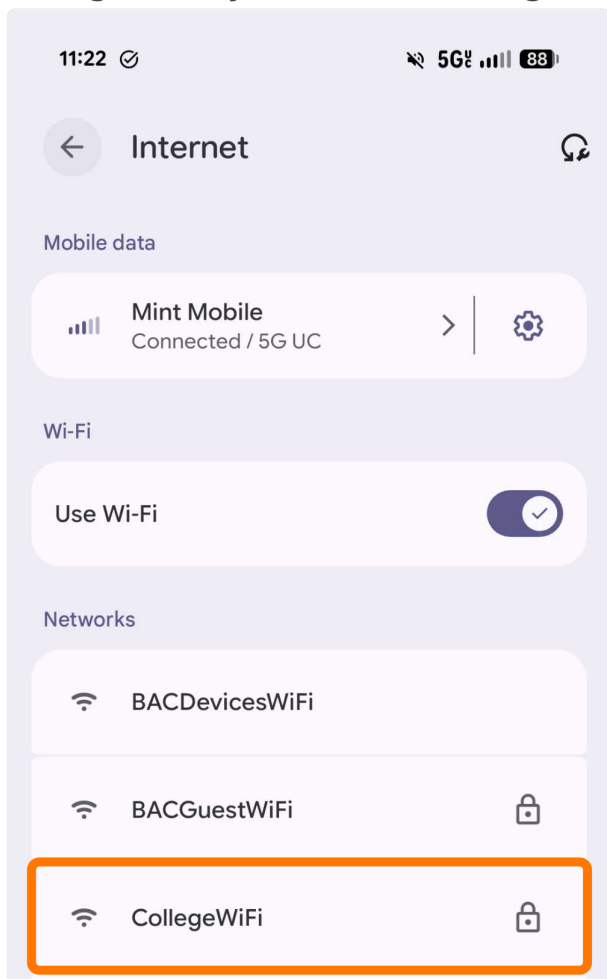 11:22 5G 88
Internet
Mobile data
Mint Mobile
Connected / 5G UC
Wi-Fi
Use Wi-Fi
Networks
BACDevicesWiFi
BACGuestWiFi
CollegeWiFi